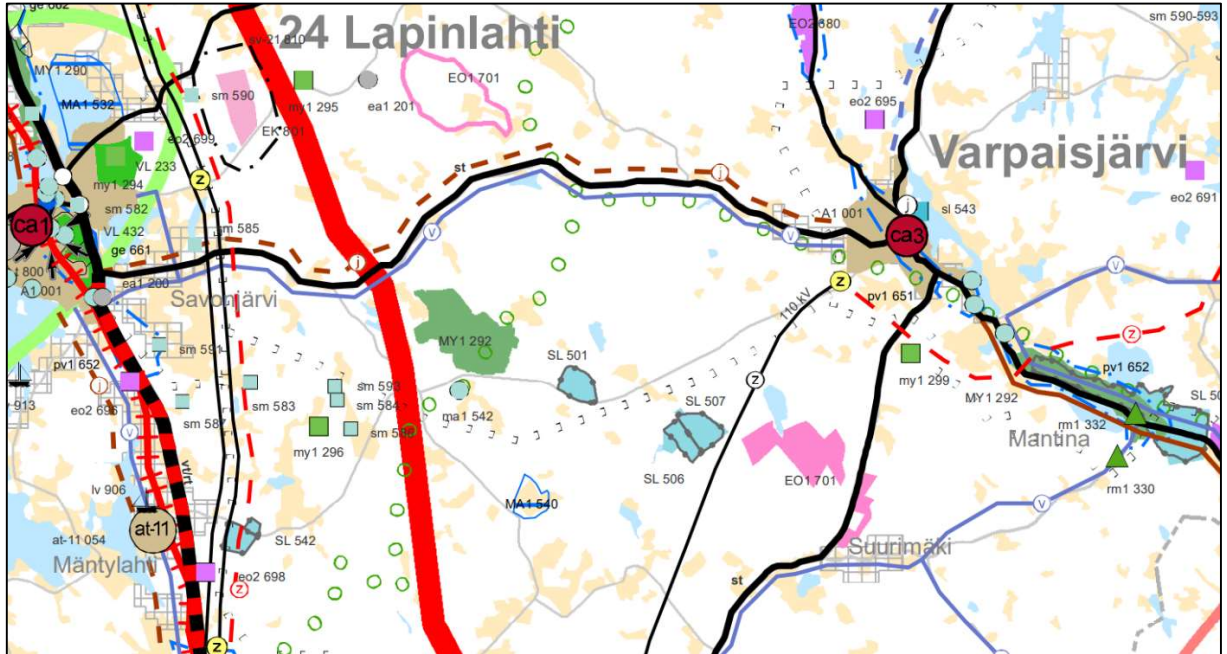 ge 662
24 Lapinlahti
sv-21 810
EO2 680
sm 590-593
MY1 290
MA1 532
sm 590
my1 295
ea1 201
EO1 701
eo2 695
EK 801
eo2 699
VL 233
Varpaisjärvi
eo2 691
my1 294
z
st
j
sm 582
A1 001
j
sl 543
ca1
VL 432
sm 585
v
v
ca3
ge 661
j
v
800
ea1 200
A1 001
Savonjärvi
z
pv1 651
110 kV
z
sm 591
MY1 292
SL 501
pv1 652
pv1 652
my1 299
913
j
z
eo2 696
sm 583
sm 593
sm 584
ma1 542
SL 507
MY1 292
sm 587
v
my1 296
rm1 332
Mantina
vt/rt
SL 506
EO1 701
rm1 330
lv 906
MA1 540
v
at-11
at-11 054
SL 542
Suurimäki
Mäntylahti
eo2 698
z
st
z
v